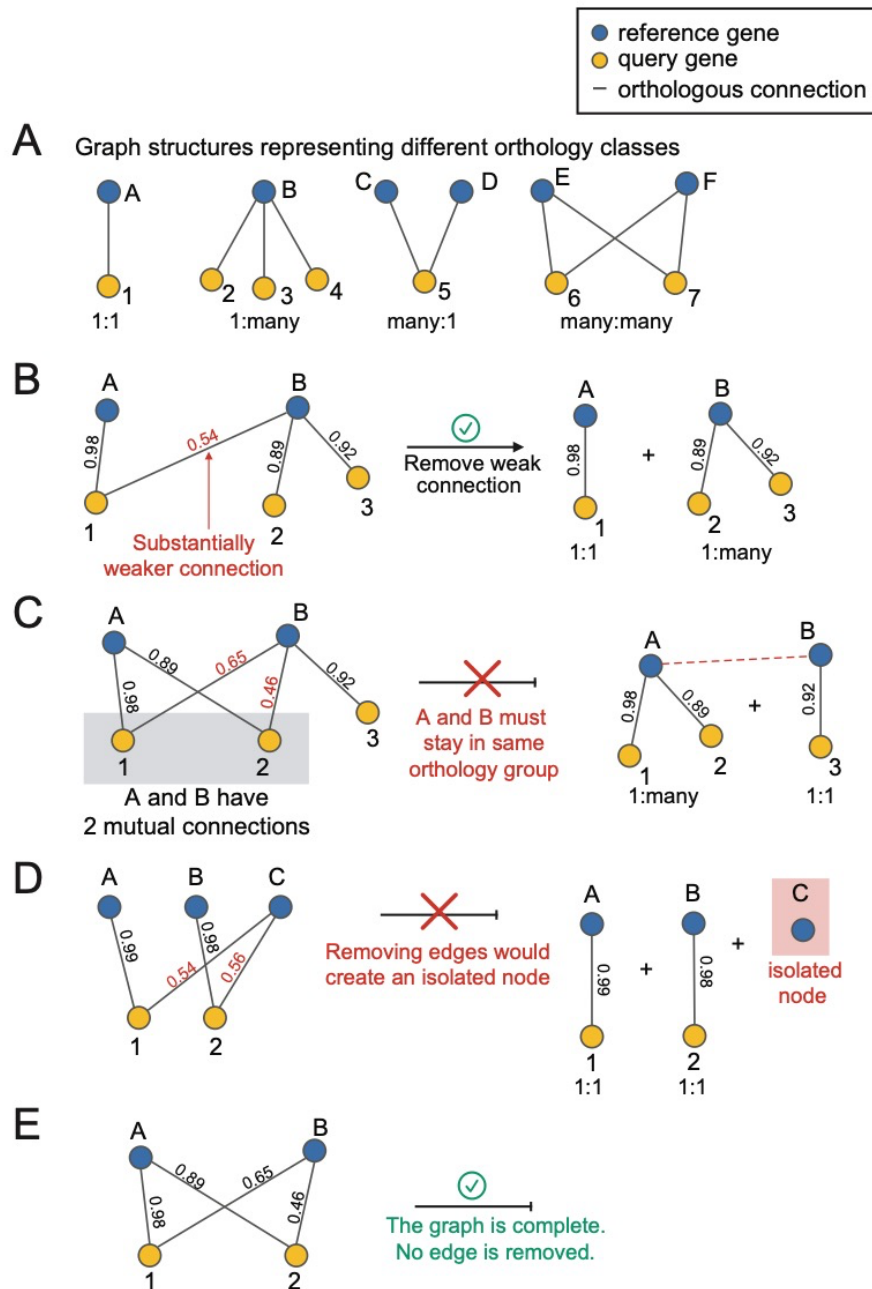 reference gene
query gene
orthologous connection
A Graph structures representing different orthology classes
A B C D E F
1 2 3 4 5 6 7
1:1 1:many many:1 many:many
B
A B A B
0.98 0.54 0.89 0.92 0.98 0.89 0.92
Remove weak
connection
+
1 2 3 1 2 3
Substantially
weaker connection
1:1 1:many
C
A B A B
0.98 0.89 0.65 0.46 0.92 0.98 0.89 0.92
A and B must
stay in same
orthology group
+
1 2 3 1 2 3
A and B have
2 mutual connections
1:many 1:1
D
A B C A B C
0.99 0.98 0.54 0.56 0.99 0.98
Removing edges would
create an isolated node
+ +
isolated
node
1 2 1 2
1:1 1:1
E
A B
0.98 0.89 0.65 0.46
The graph is complete.
No edge is removed.
1 2